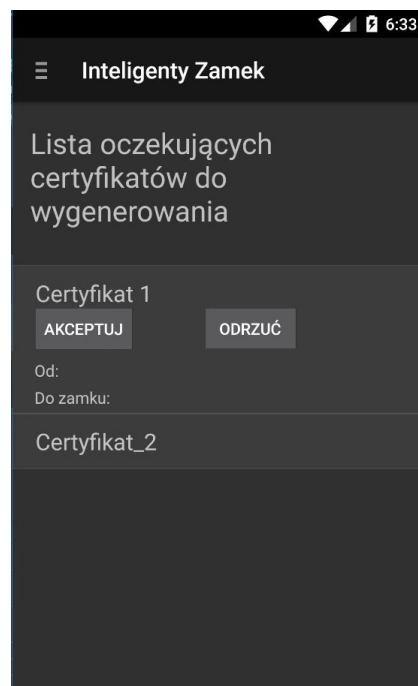 6:33
Inteligenty Zamek
Lista oczekujących
certyfikatów do
wygenerowania
Certyfikat 1
AKCEPTUJ ODRZUĆ
Od:
Do zamku:
Certyfikat_2